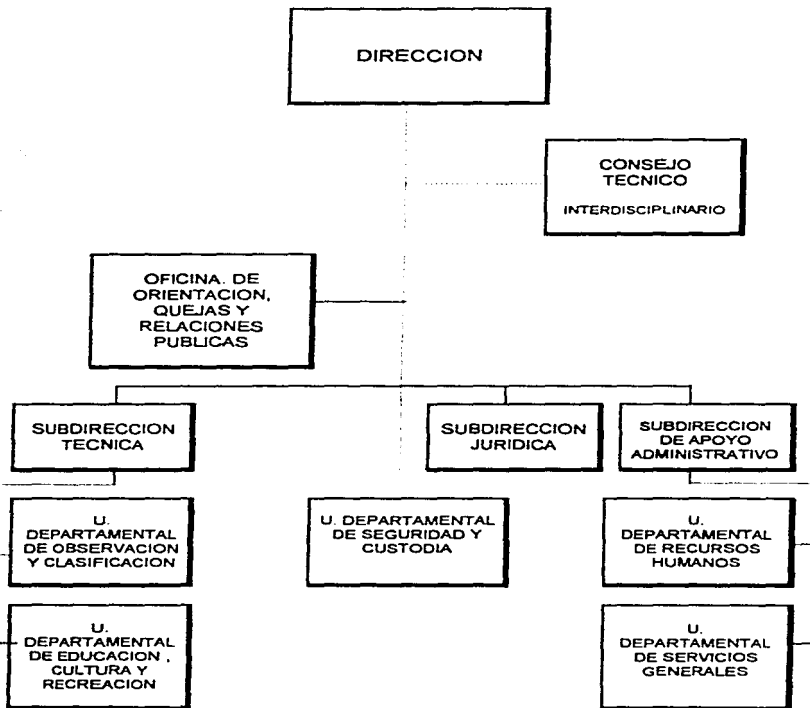 DIRECCION
CONSEJO
TECNICO
INTERDISCIPLINARIO
OFICINA. DE
ORIENTACION,
QUEJAS Y
RELACIONES
PUBLICAS
SUBDIRECCION
TECNICA
SUBDIRECCION
JURIDICA
SUBDIRECCION
DE APOYO
ADMINISTRATIVO
U.
DEPARTAMENTAL
DE OBSERVACION
Y CLASIFICACION
U. DEPARTAMENTAL
DE SEGURIDAD Y
CUSTODIA
U.
DEPARTAMENTAL
DE RECURSOS
HUMANOS
U.
DEPARTAMENTAL
DE EDUCACION ,
CULTURA Y
RECREACION
U.
DEPARTAMENTAL
DE SERVICIOS
GENERALES